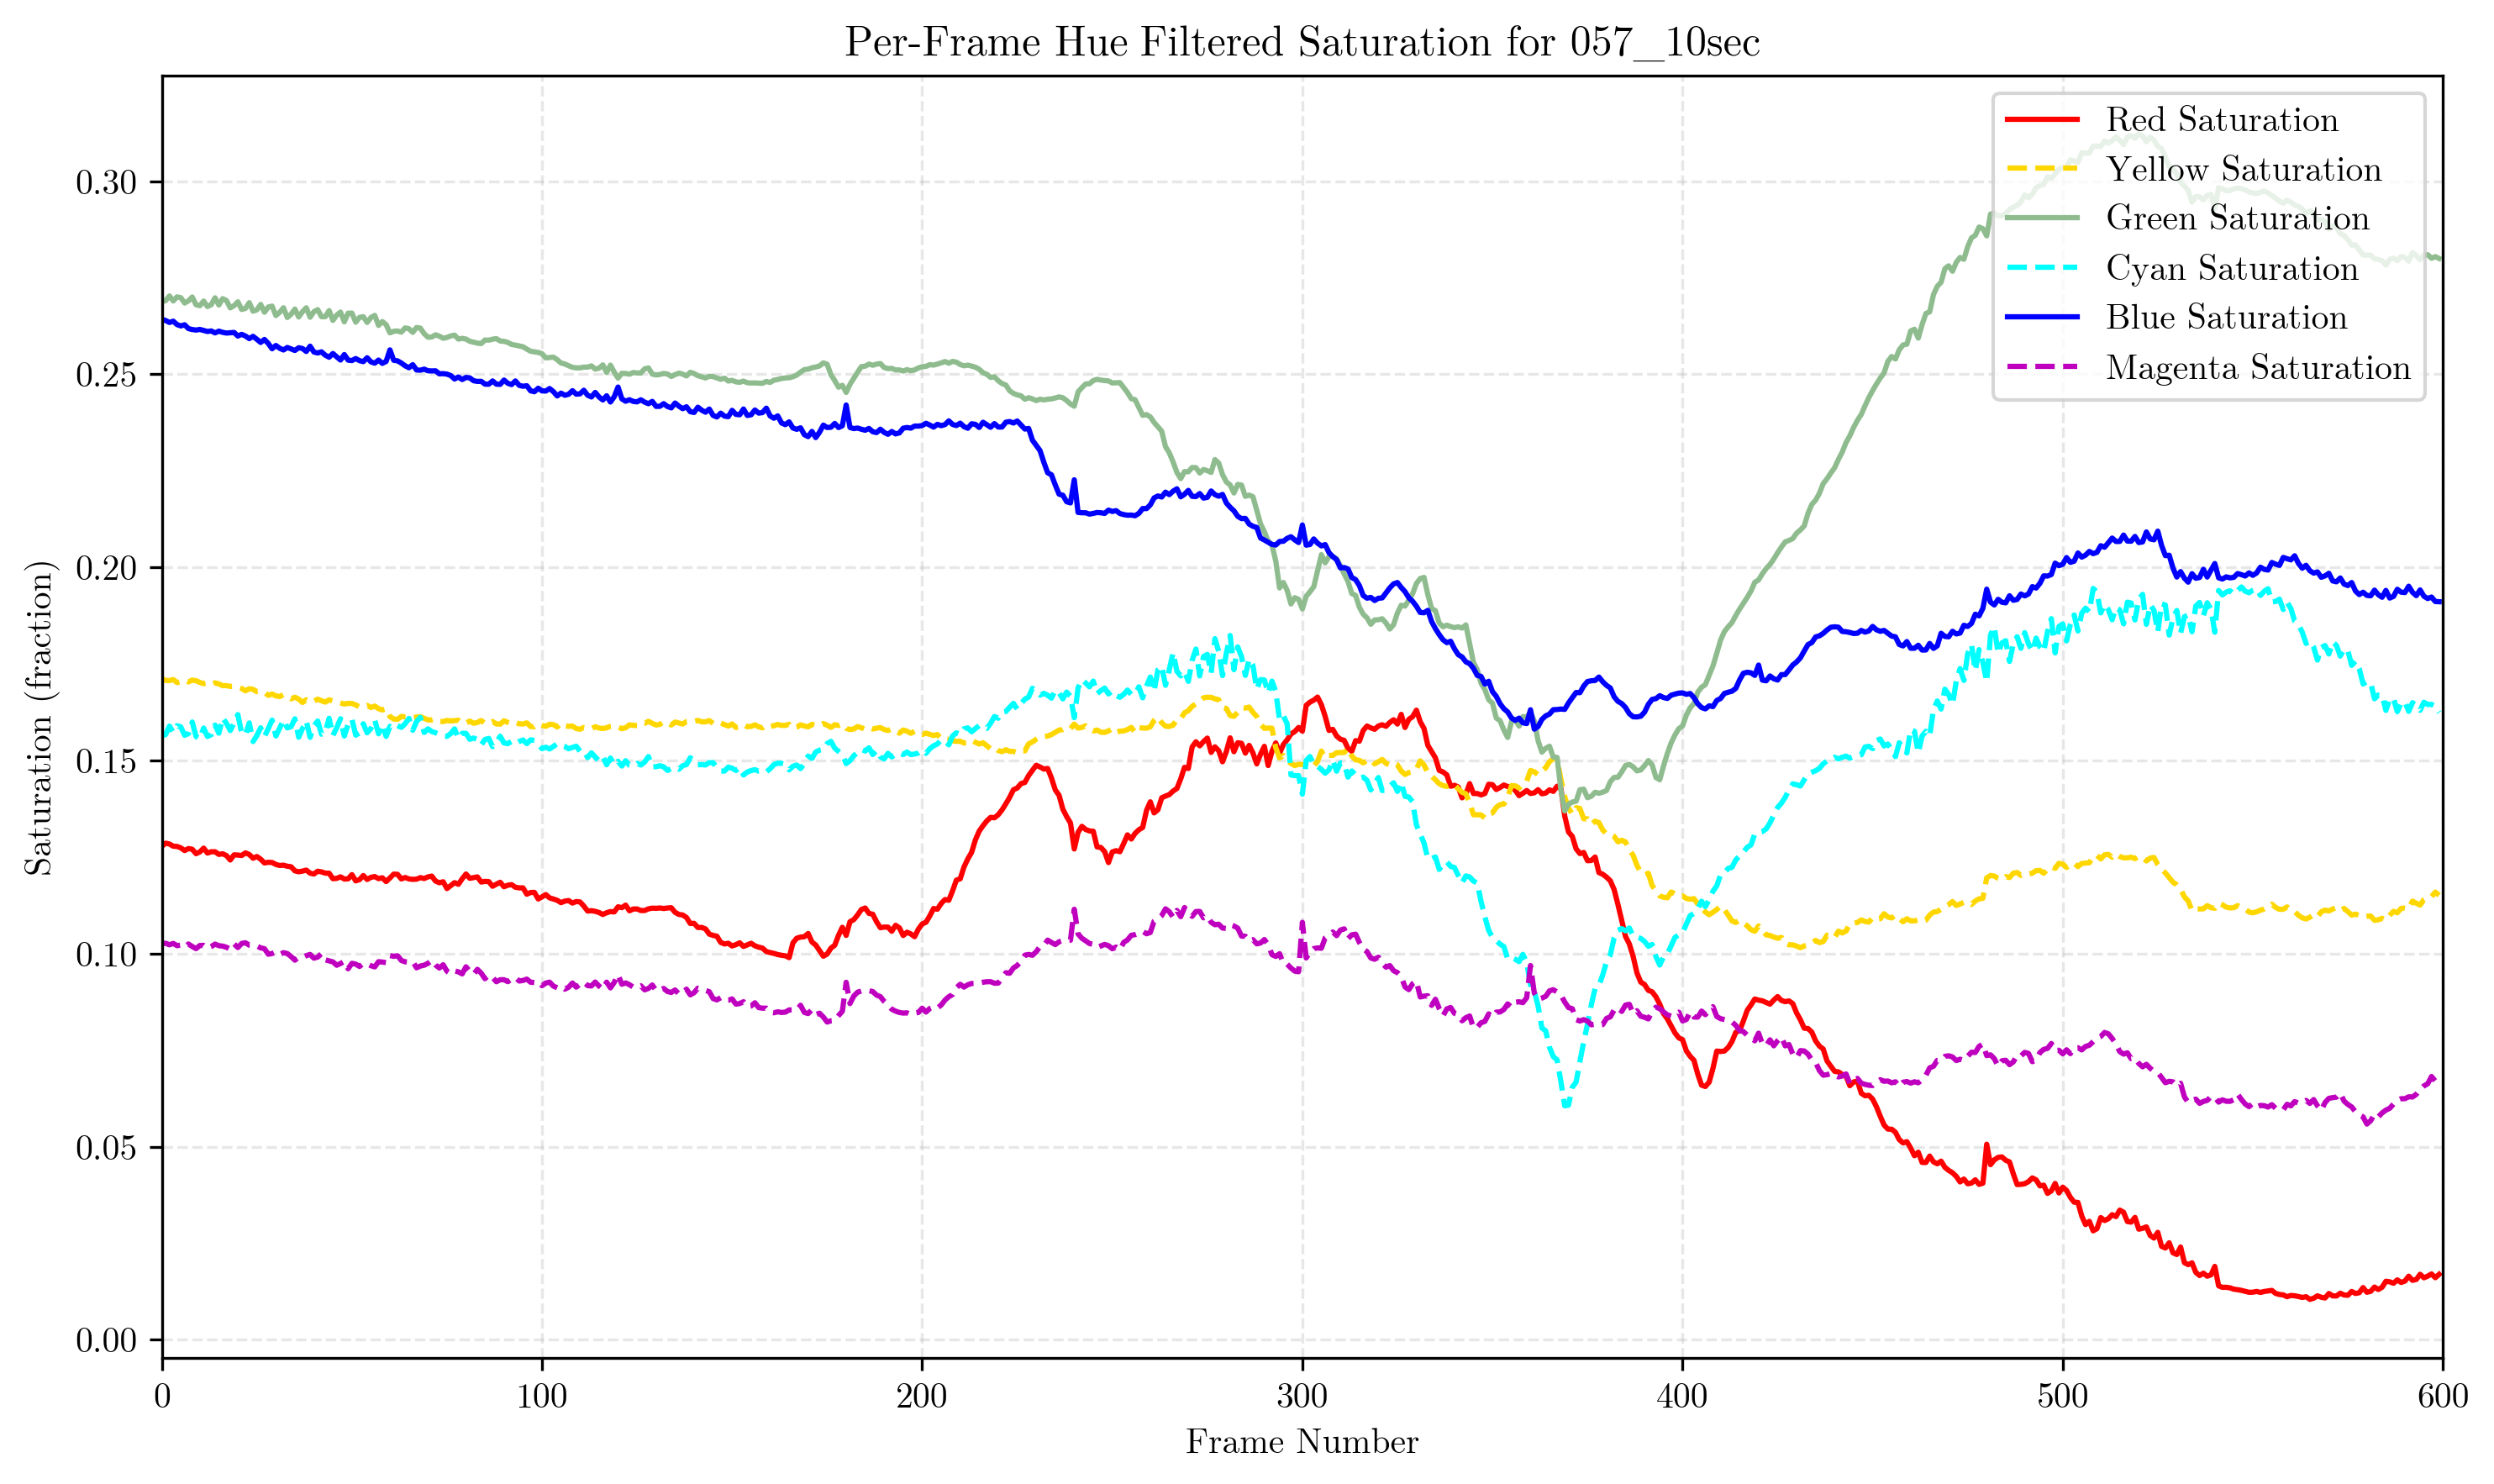 Per-Frame Hue Filtered Saturation for 057_10sec
Red Saturation
Yellow Saturation
Green Saturation
Cyan Saturation
Blue Saturation
Magenta Saturation
0.30
0.25
0.20
0.15
0.10
0.05
0.00
Saturation (fraction)
0 100 200 300 400 500 600
Frame Number